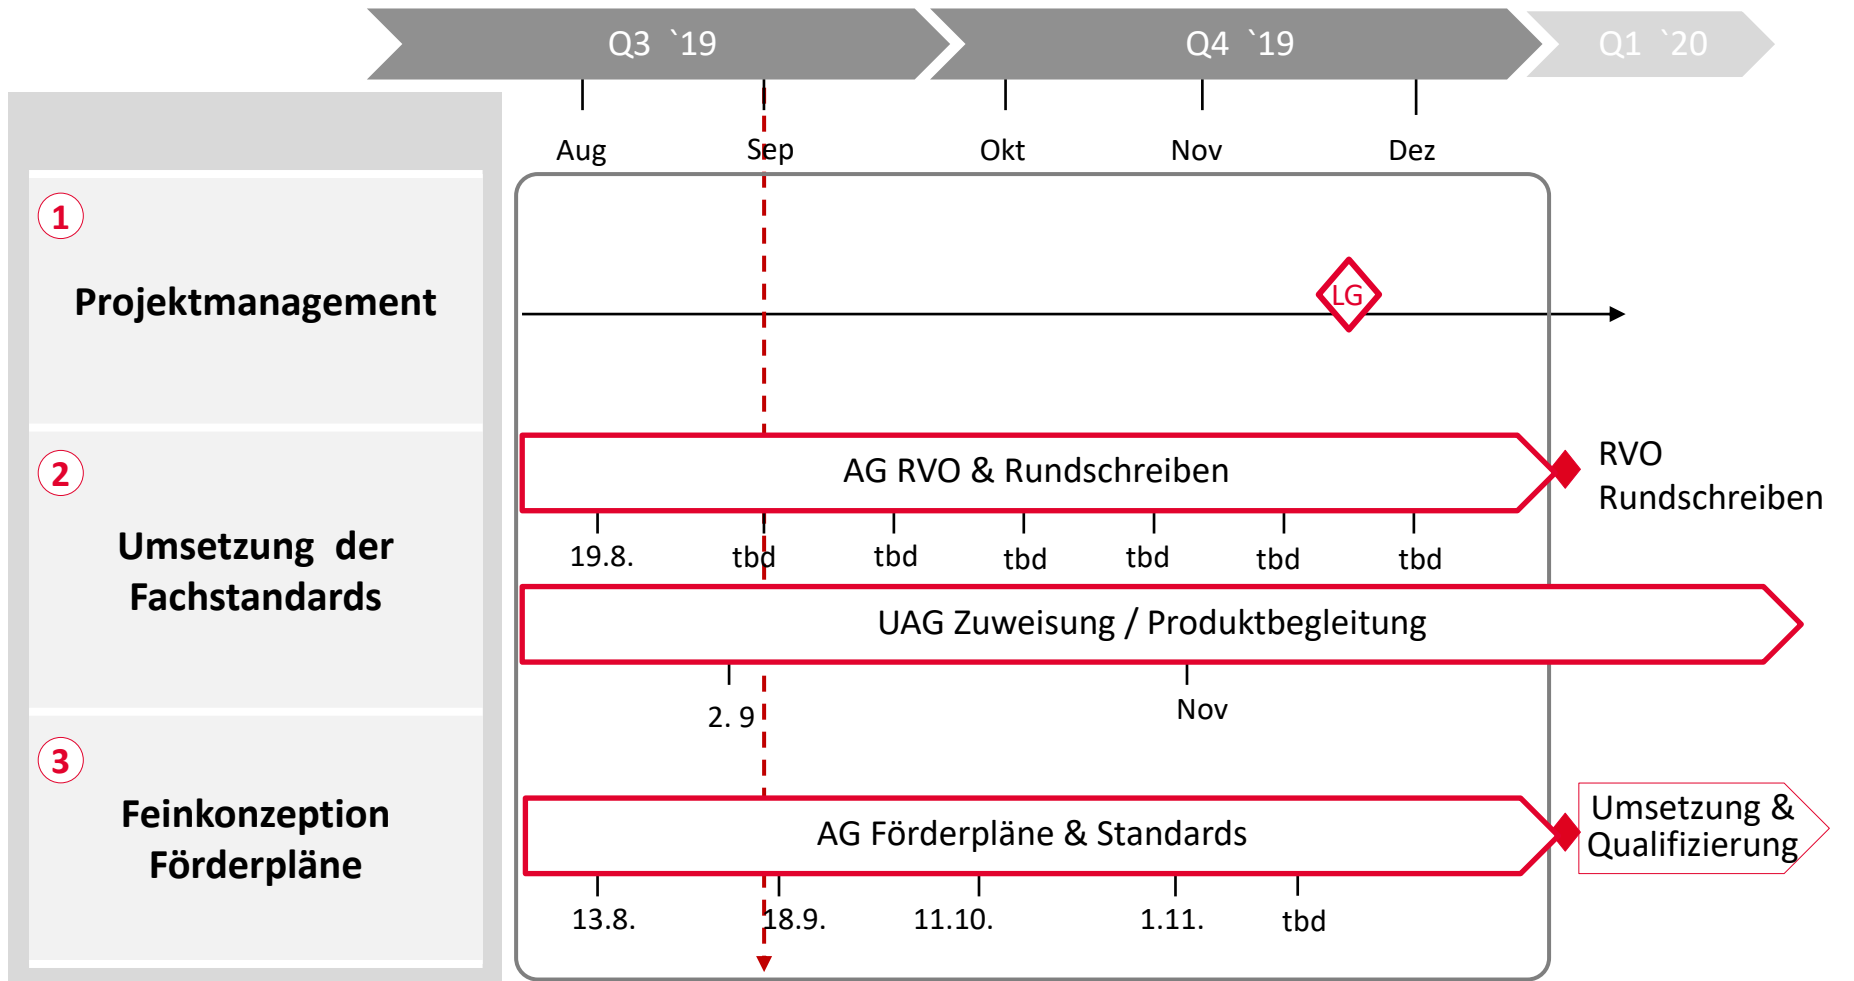 Q3 `19
Q4 `19
Q1 `20
Aug
Sep
Okt
Nov
Dez
1
Projektmanagement
LG
2
Umsetzung der
Fachstandards
AG RVO & Rundschreiben
RVO
Rundschreiben
19.8.
tbd
tbd
tbd
tbd
tbd
tbd
UAG Zuweisung / Produktbegleitung
2. 9
Nov
3
Feinkonzeption
Förderpläne
AG Förderpläne & Standards
Umsetzung &
Qualifizierung
13.8.
18.9.
11.10.
1.11.
tbd